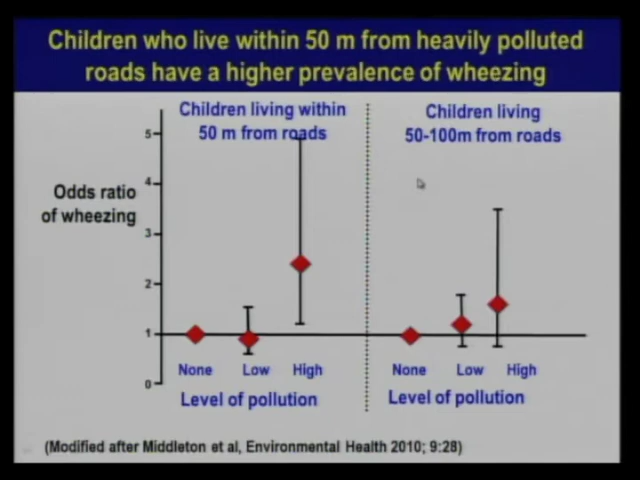 Children who live within 50 m from heavily polluted
roads have a higher prevalence of wheezing
Children living within
50 m from roads
Children living
50-100m from roads
Odds ratio
of wheezing
5
4
3
2
1
0
None Low High
Level of pollution
None Low High
Level of pollution
(Modified after Middleton et al, Environmental Health 2010; 9:28)